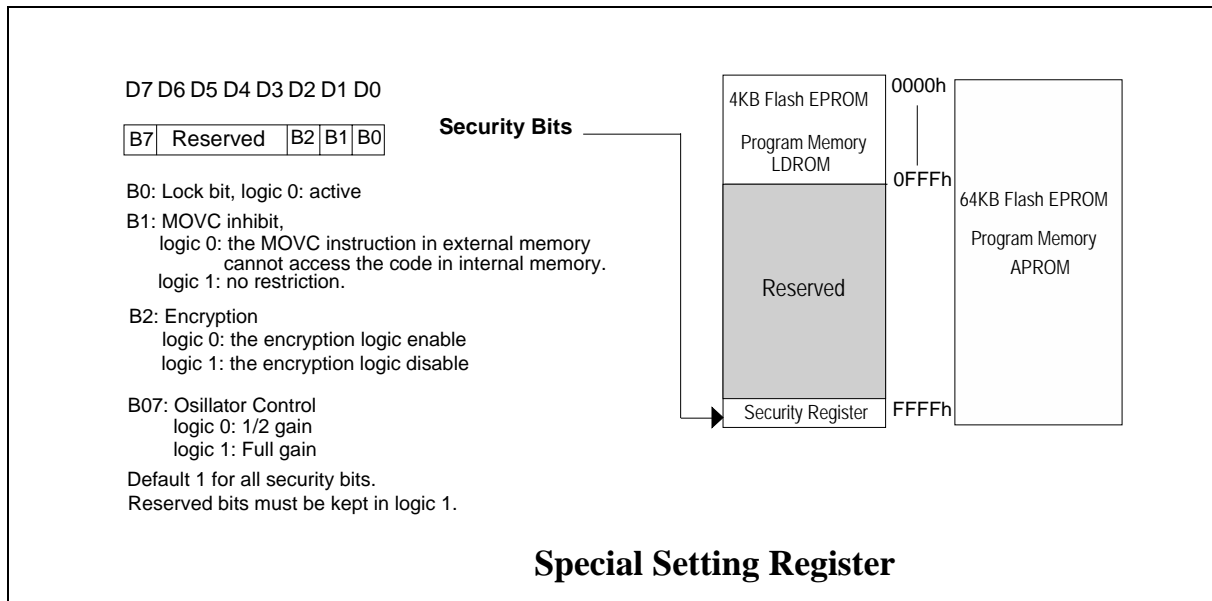 D7 D6 D5 D4 D3 D2 D1 D0
B7 Reserved B2 B1 B0
Security Bits
B0: Lock bit, logic 0: active
B1: MOVC inhibit,
logic 0: the MOVC instruction in external memory
cannot access the code in internal memory.
logic 1: no restriction.
B2: Encryption
logic 0: the encryption logic enable
logic 1: the encryption logic disable
B07: Osillator Control
logic 0: 1/2 gain
logic 1: Full gain
Default 1 for all security bits.
Reserved bits must be kept in logic 1.
4KB Flash EPROM
Program Memory
LDROM
Reserved
Security Register
0000h
0FFFh
FFFFh
64KB Flash EPROM
Program Memory
APROM
Special Setting Register